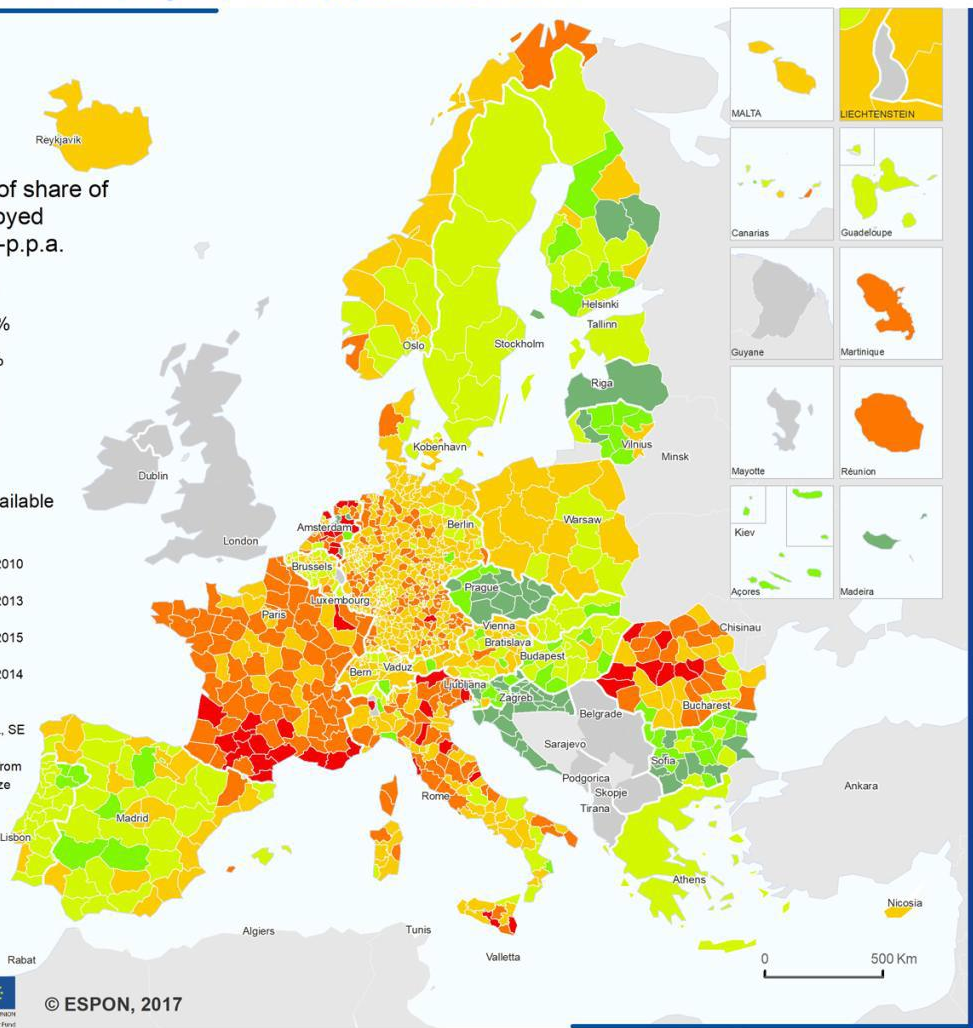 Reykjavik
of share of
oyed
-p.p.a.
%
ailable
2010
2013
2015
2014
, SE
rom
ze
MALTA
LIECHTENSTEIN
Canarias
Guadeloupe
Guyane
Martinique
Mayotte
Réunion
Açores
Madeira
Helsinki
Tallinn
Oslo
Stockholm
Riga
Kobenhavn
Vilnius
Minsk
Dublin
London
Amsterdam
Berlin
Warsaw
Kiev
Brussels
Luxembourg
Prague
Paris
Vienna
Bratislava
Chisinau
Bern
Vaduz
Budapest
Ljubljana
Zagreb
Belgrade
Bucharest
Sarajevo
Sofia
Podgorica
Skopje
Tirana
Ankara
Rome
Madrid
Lisbon
Athens
Nicosia
Algiers
Tunis
Valletta
Rabat
0 500 Km
© ESPON, 2017